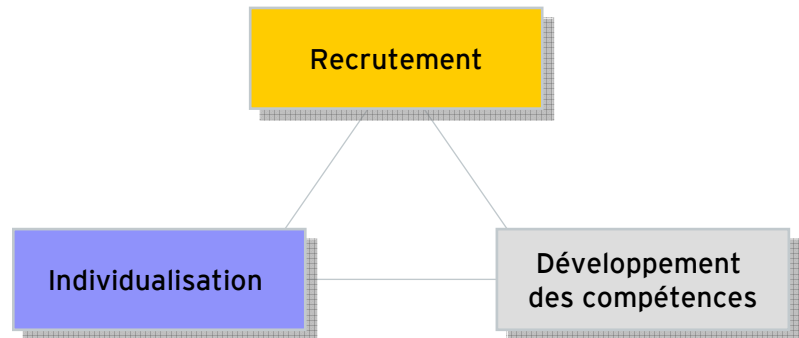 Recrutement
Individualisation
Développement
des compétences